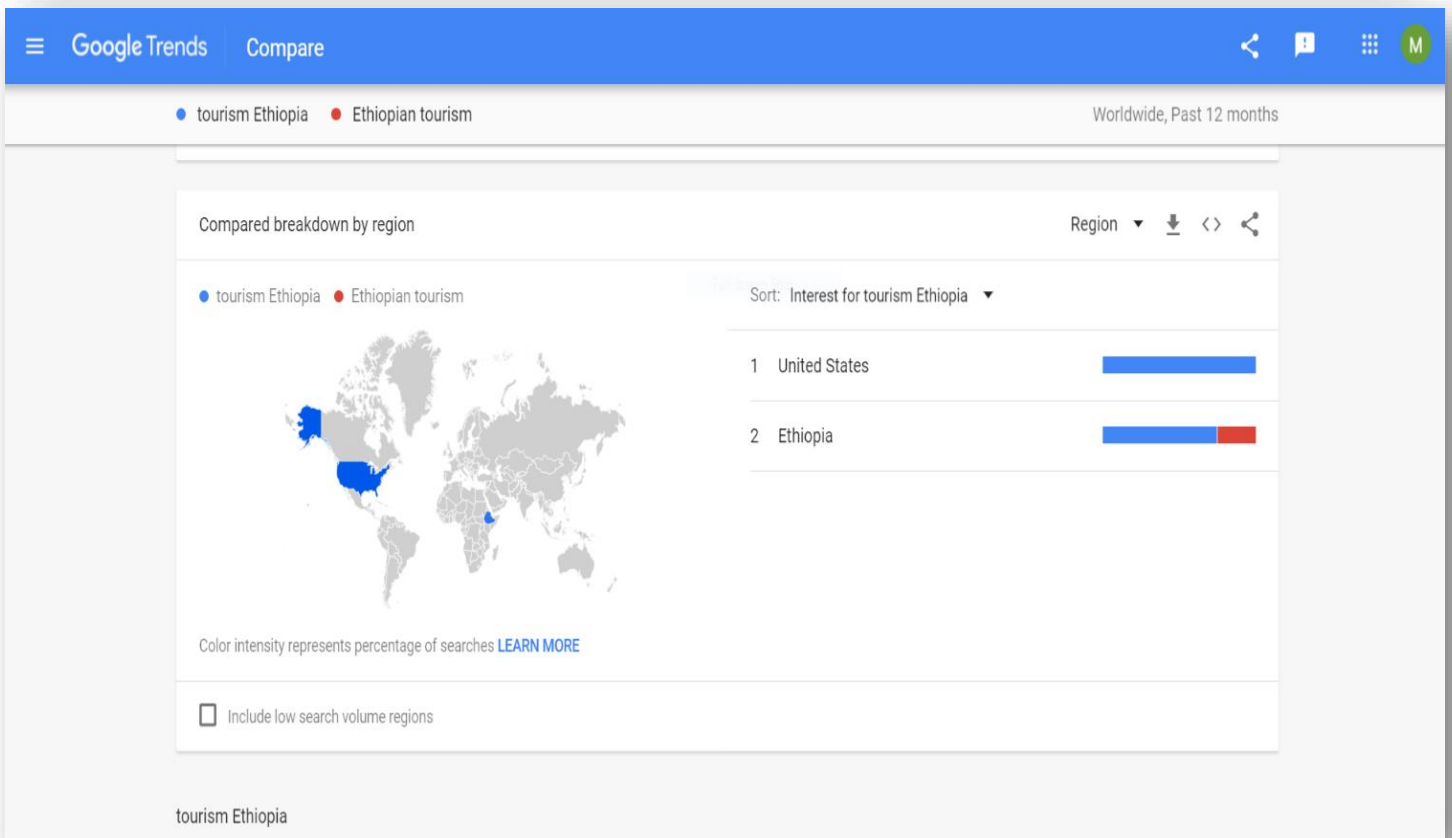 Google Trends Compare M
tourism Ethiopia Ethiopian tourism Worldwide, Past 12 months
Compared breakdown by region Region
tourism Ethiopia Ethiopian tourism
Sort: Interest for tourism Ethiopia
1 United States
2 Ethiopia
Color intensity represents percentage of searches LEARN MORE
Include low search volume regions
tourism Ethiopia